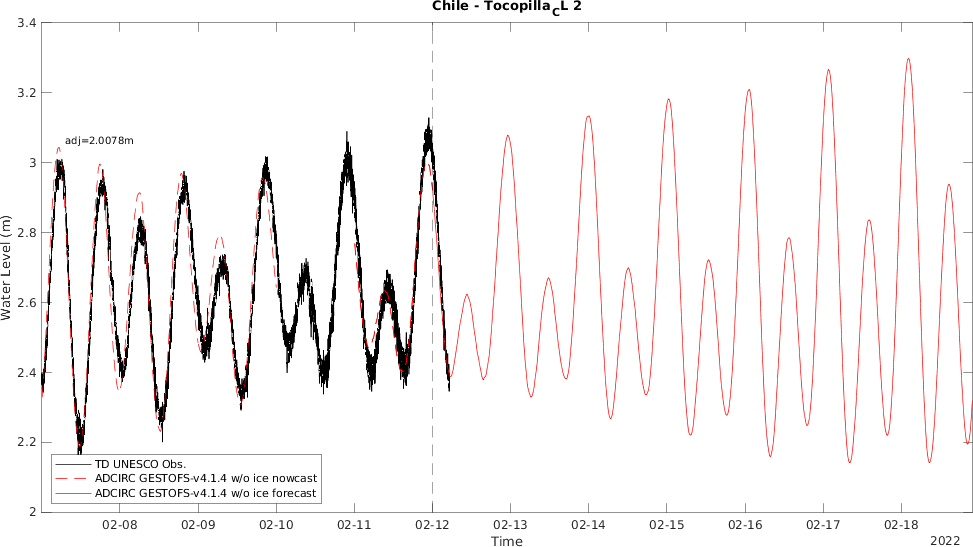 Chile - Tocopilla_CL 2
3.4
3.2
3
2.8
2.6
2.4
2.2
2
Water Level (m)
adj=2.0078m
TD UNESCO Obs.
ADCIRC GESTOFS-v4.1.4 w/o ice nowcast
ADCIRC GESTOFS-v4.1.4 w/o ice forecast
02-08 02-09 02-10 02-11 02-12 02-13 02-14 02-15 02-16 02-17 02-18
Time
2022